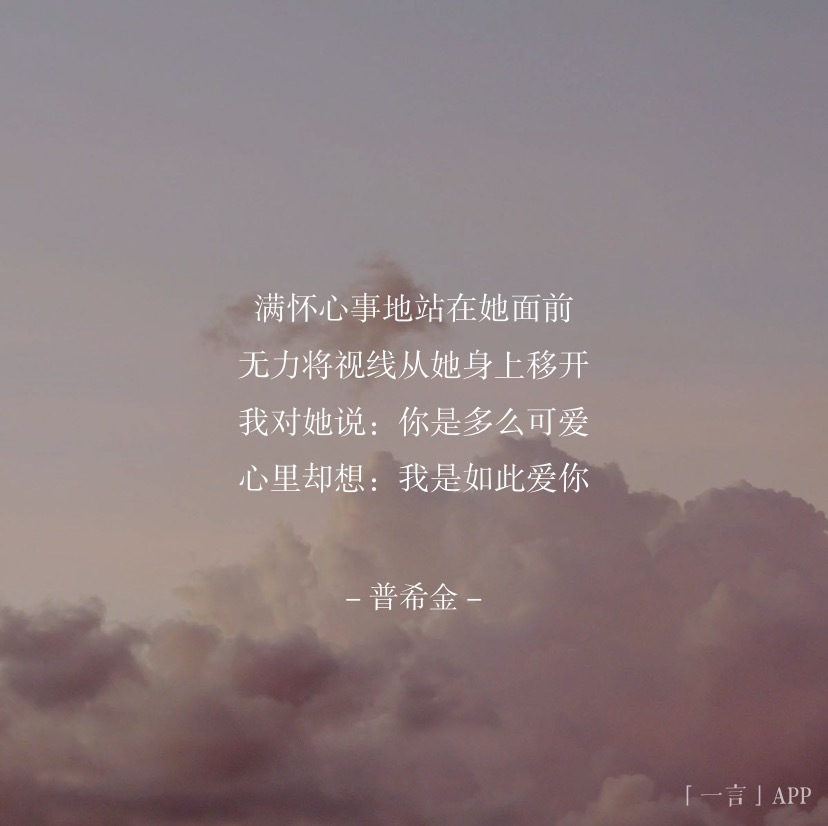 满怀心事地站在她面前
无力将视线从她身上移开
我对她说：你是多么可爱
心里却想：我是如此爱你
– 普希金 –
「一言」APP